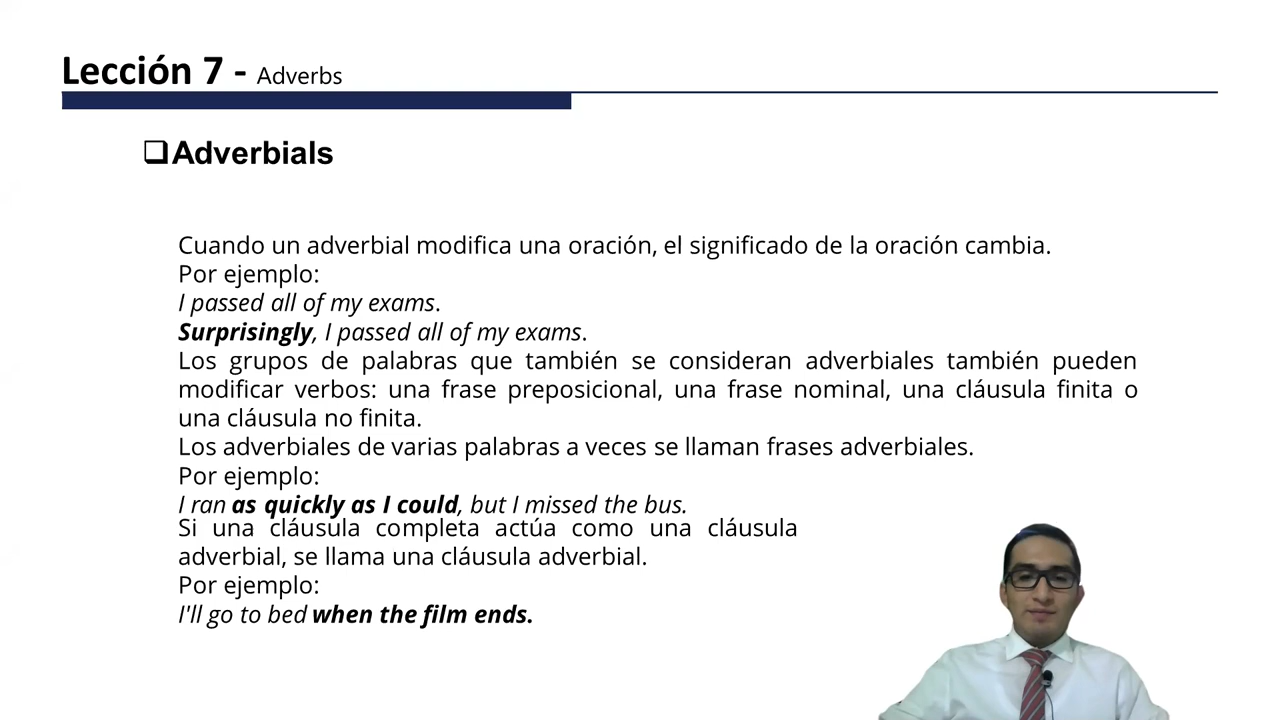 Lección 7 - Adverbs
❑Adverbials
Cuando un adverbial modifica una oración, el significado de la oración cambia.
Por ejemplo:
I passed all of my exams.
Surprisingly, I passed all of my exams.
Los grupos de palabras que también se consideran adverbiales también pueden
modificar verbos: una frase preposicional, una frase nominal, una cláusula finita o
una cláusula no finita.
Los adverbiales de varias palabras a veces se llaman frases adverbiales.
Por ejemplo:
I ran as quickly as I could, but I missed the bus.
Si una cláusula completa actúa como una cláusula
adverbial, se llama una cláusula adverbial.
Por ejemplo:
I'll go to bed when the film ends.